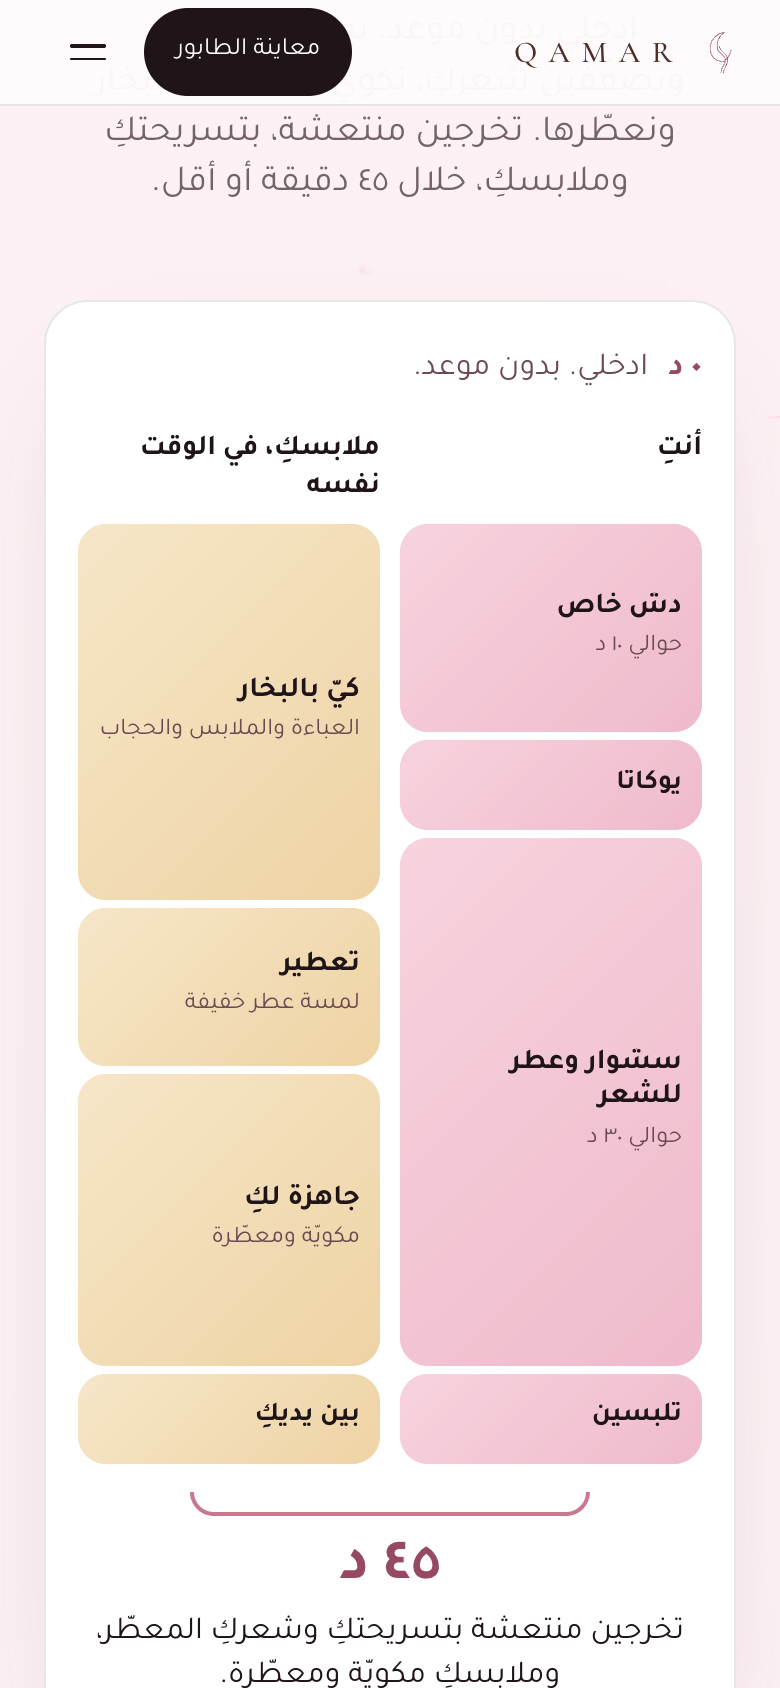 QAMAR
معاينة الطابور
ونعطّرها. تخرجين منتعشة، بتسريحتكِ
وملابسكِ، خلال ٤٥ دقيقة أو أقل.
٠ د ادخلي. بدون موعد.
أنتِ
ملابسكِ، في الوقت
نفسه
دش خاص
حوالي ١٠ د
يوكاتا
سشوار وعطر
للشعر
حوالي ٣٠ د
تلبسين
كيّ بالبخار
العباءة والملابس والحجاب
تعطير
لمسة عطر خفيفة
جاهزة لكِ
مكويّة ومعطّرة
بين يديكِ
٤٥ د
تخرجين منتعشة بتسريحتكِ وشعركِ المعطّر،
وملابسكِ مكويّة ومعطّرة.